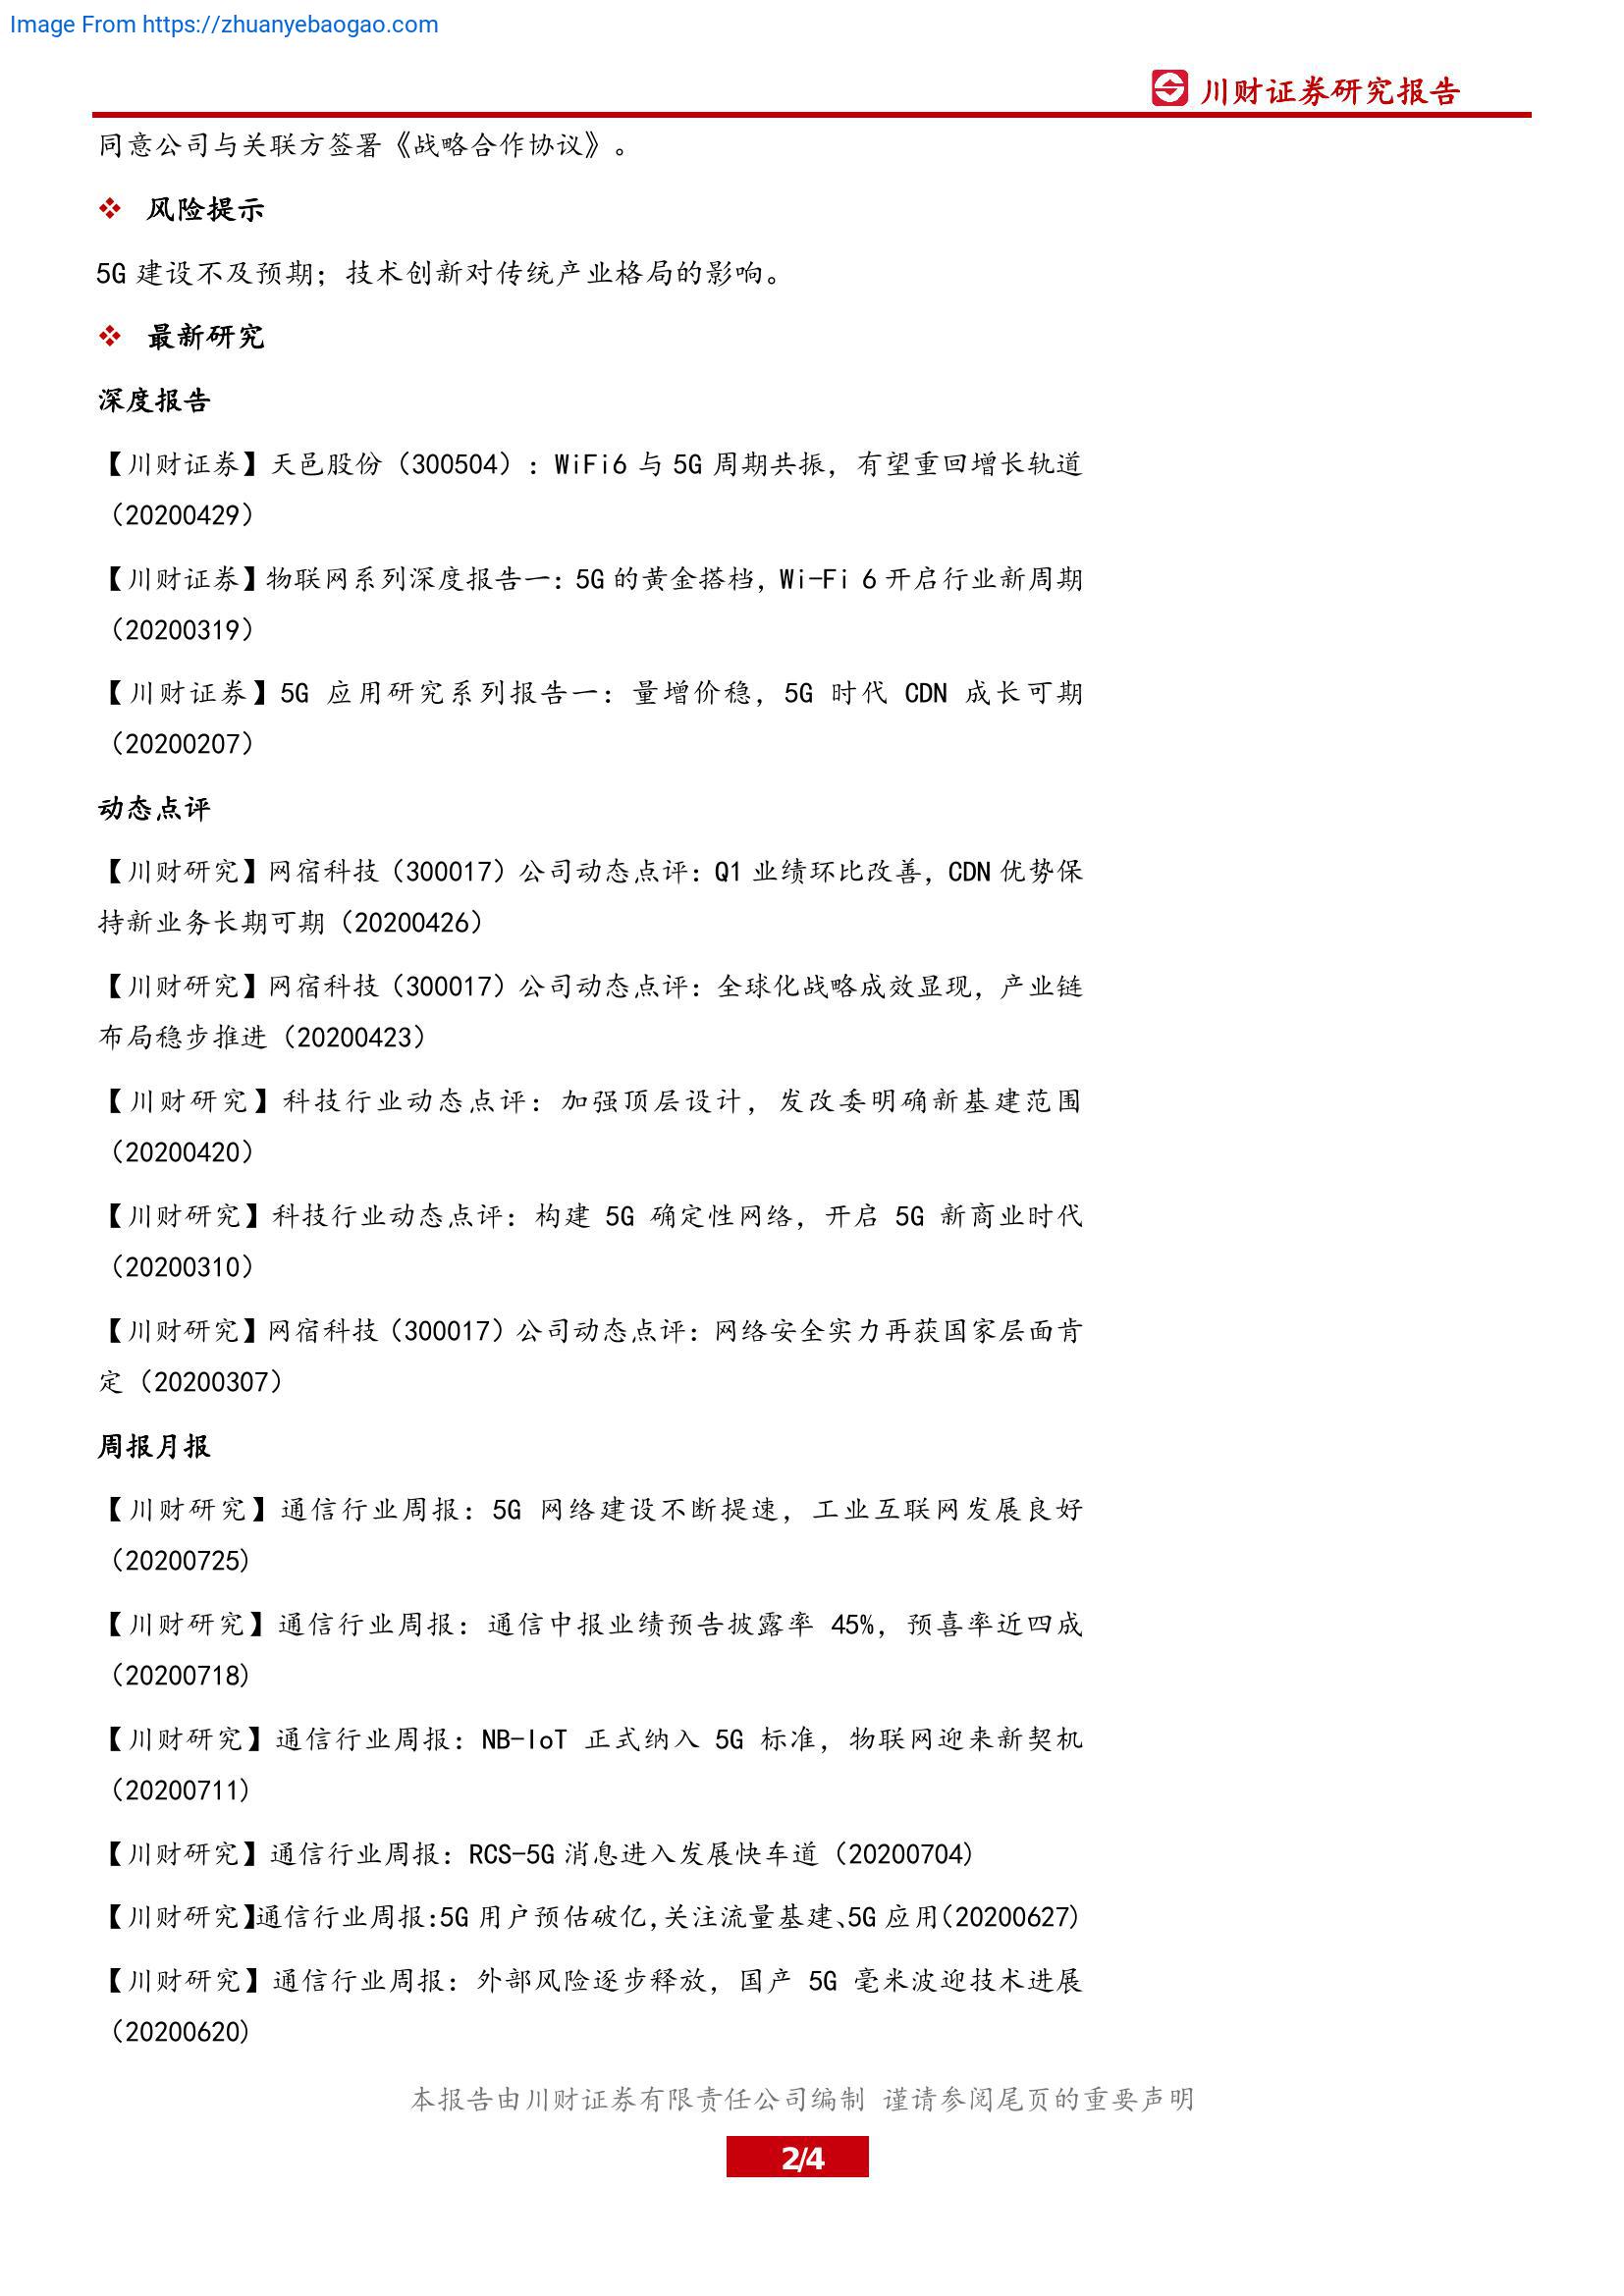 Image From https://zhuanyebaogao.com
川财证券研究报告
同意公司与关联方签署《战略合作协议》。
❖ 风险提示
5G 建设不及预期；技术创新对传统产业格局的影响。
❖ 最新研究
深度报告
【川财证券】天邑股份（300504）：WiFi6 与 5G 周期共振，有望重回增长轨道
（20200429）
【川财证券】物联网系列深度报告一：5G 的黄金搭档，Wi-Fi 6 开启行业新周期
（20200319）
【川财证券】5G 应用研究系列报告一：量增价稳，5G 时代 CDN 成长可期
（20200207）
动态点评
【川财研究】网宿科技（300017）公司动态点评：Q1 业绩环比改善，CDN 优势保
持新业务长期可期（20200426）
【川财研究】网宿科技（300017）公司动态点评：全球化战略成效显现，产业链
布局稳步推进（20200423）
【川财研究】科技行业动态点评：加强顶层设计，发改委明确新基建范围
（20200420）
【川财研究】科技行业动态点评：构建 5G 确定性网络，开启 5G 新商业时代
（20200310）
【川财研究】网宿科技（300017）公司动态点评：网络安全实力再获国家层面肯
定（20200307）
周报月报
【川财研究】通信行业周报：5G 网络建设不断提速，工业互联网发展良好
（20200725)
【川财研究】通信行业周报：通信中报业绩预告披露率 45%，预喜率近四成
（20200718)
【川财研究】通信行业周报：NB-IoT 正式纳入 5G 标准，物联网迎来新契机
（20200711)
【川财研究】通信行业周报：RCS-5G 消息进入发展快车道（20200704)
【川财研究】通信行业周报：5G 用户预估破亿，关注流量基建、5G 应用（20200627)
【川财研究】通信行业周报：外部风险逐步释放，国产 5G 毫米波迎技术进展
（20200620)
本报告由川财证券有限责任公司编制 谨请参阅尾页的重要声明
2/4